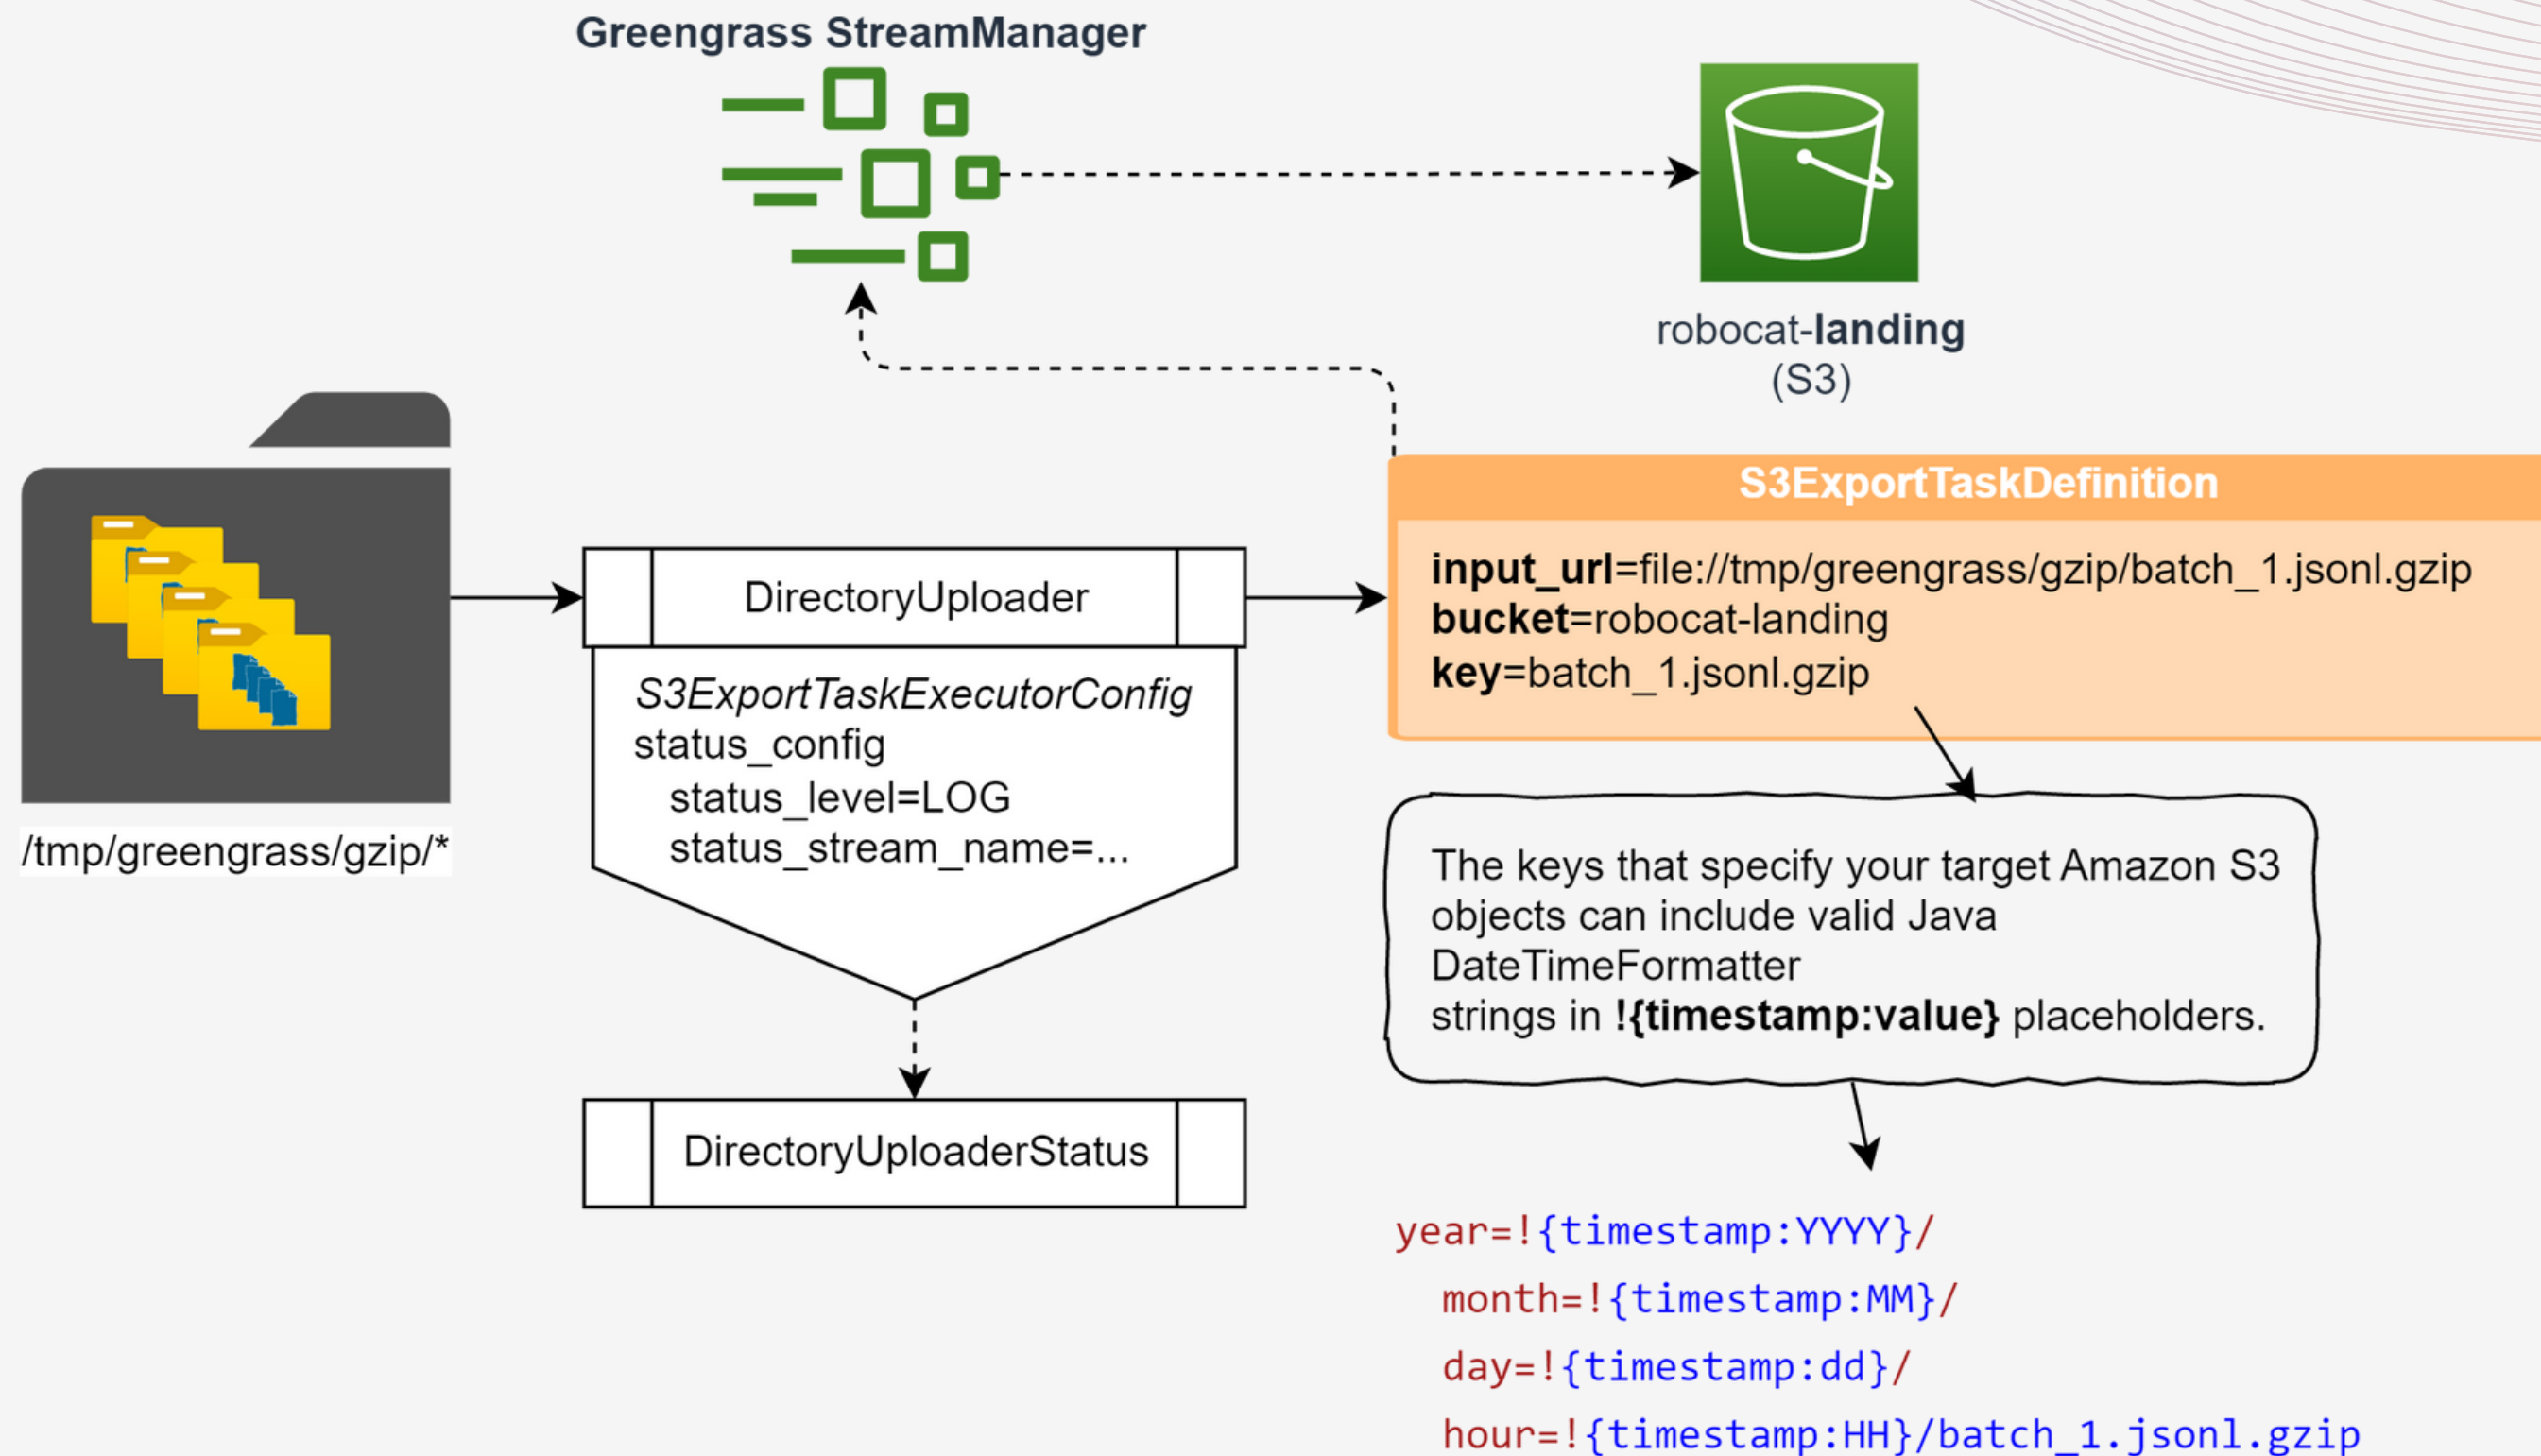 Greengrass StreamManager
robocat-landing
(S3)
/tmp/greengrass/gzip/*
DirectoryUploader
S3ExportTaskExecutorConfig
status_config
status_level=LOG
status_stream_name=...
DirectoryUploaderStatus
S3ExportTaskDefinition
input_url=file://tmp/greengrass/gzip/batch_1.jsonl.gzip
bucket=robocat-landing
key=batch_1.jsonl.gzip
The keys that specify your target Amazon S3
objects can include valid Java
DateTimeFormatter
strings in !{timestamp:value} placeholders.
year=!{timestamp:YYYY}/
month=!{timestamp:MM}/
day=!{timestamp:dd}/
hour=!{timestamp:HH}/batch_1.jsonl.gzip